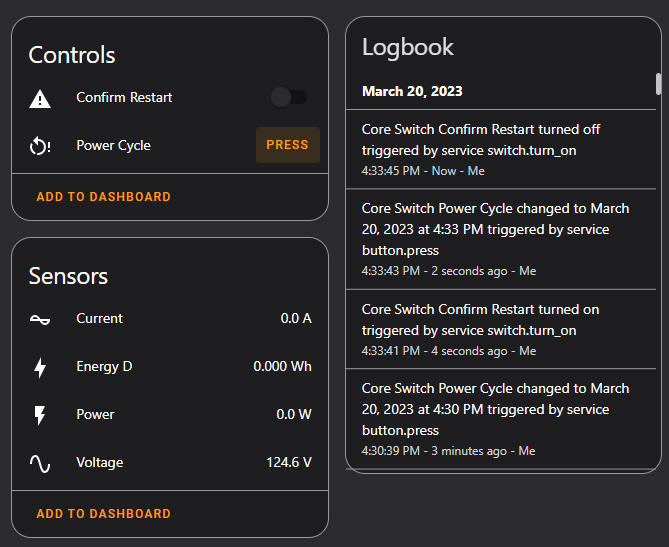 Controls
Confirm Restart
Power Cycle PRESS
ADD TO DASHBOARD
Sensors
Current 0.0 A
Energy D 0.000 Wh
Power 0.0 W
Voltage 124.6 V
ADD TO DASHBOARD
Logbook
March 20, 2023
Core Switch Confirm Restart turned off
triggered by service switch.turn_on
4:33:45 PM - Now - Me
Core Switch Power Cycle changed to March
20, 2023 at 4:33 PM triggered by service
button.press
4:33:43 PM - 2 seconds ago - Me
Core Switch Confirm Restart turned on
triggered by service switch.turn_on
4:33:41 PM - 4 seconds ago - Me
Core Switch Power Cycle changed to March
20, 2023 at 4:30 PM triggered by service
button.press
4:30:39 PM - 3 minutes ago - Me